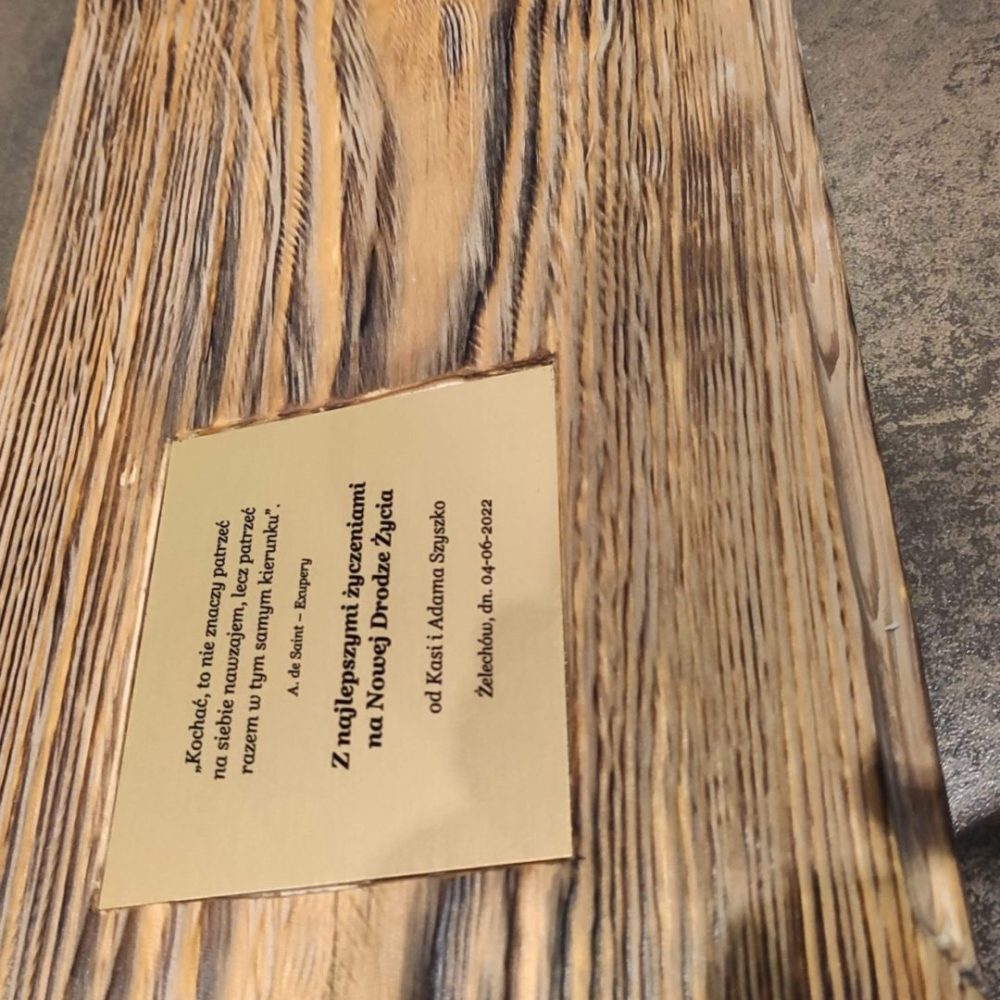 „Kochać, to nie znaczy patrzeć
na siebie nawzajem, lecz patrzeć
razem w tym samym kierunku”.
A. de Saint – Exupery
Z najlepszymi życzeniami
na Nowej Drodze Życia
od Kasi i Adama Szyszko
Żelechów, dn. 04-06-2022